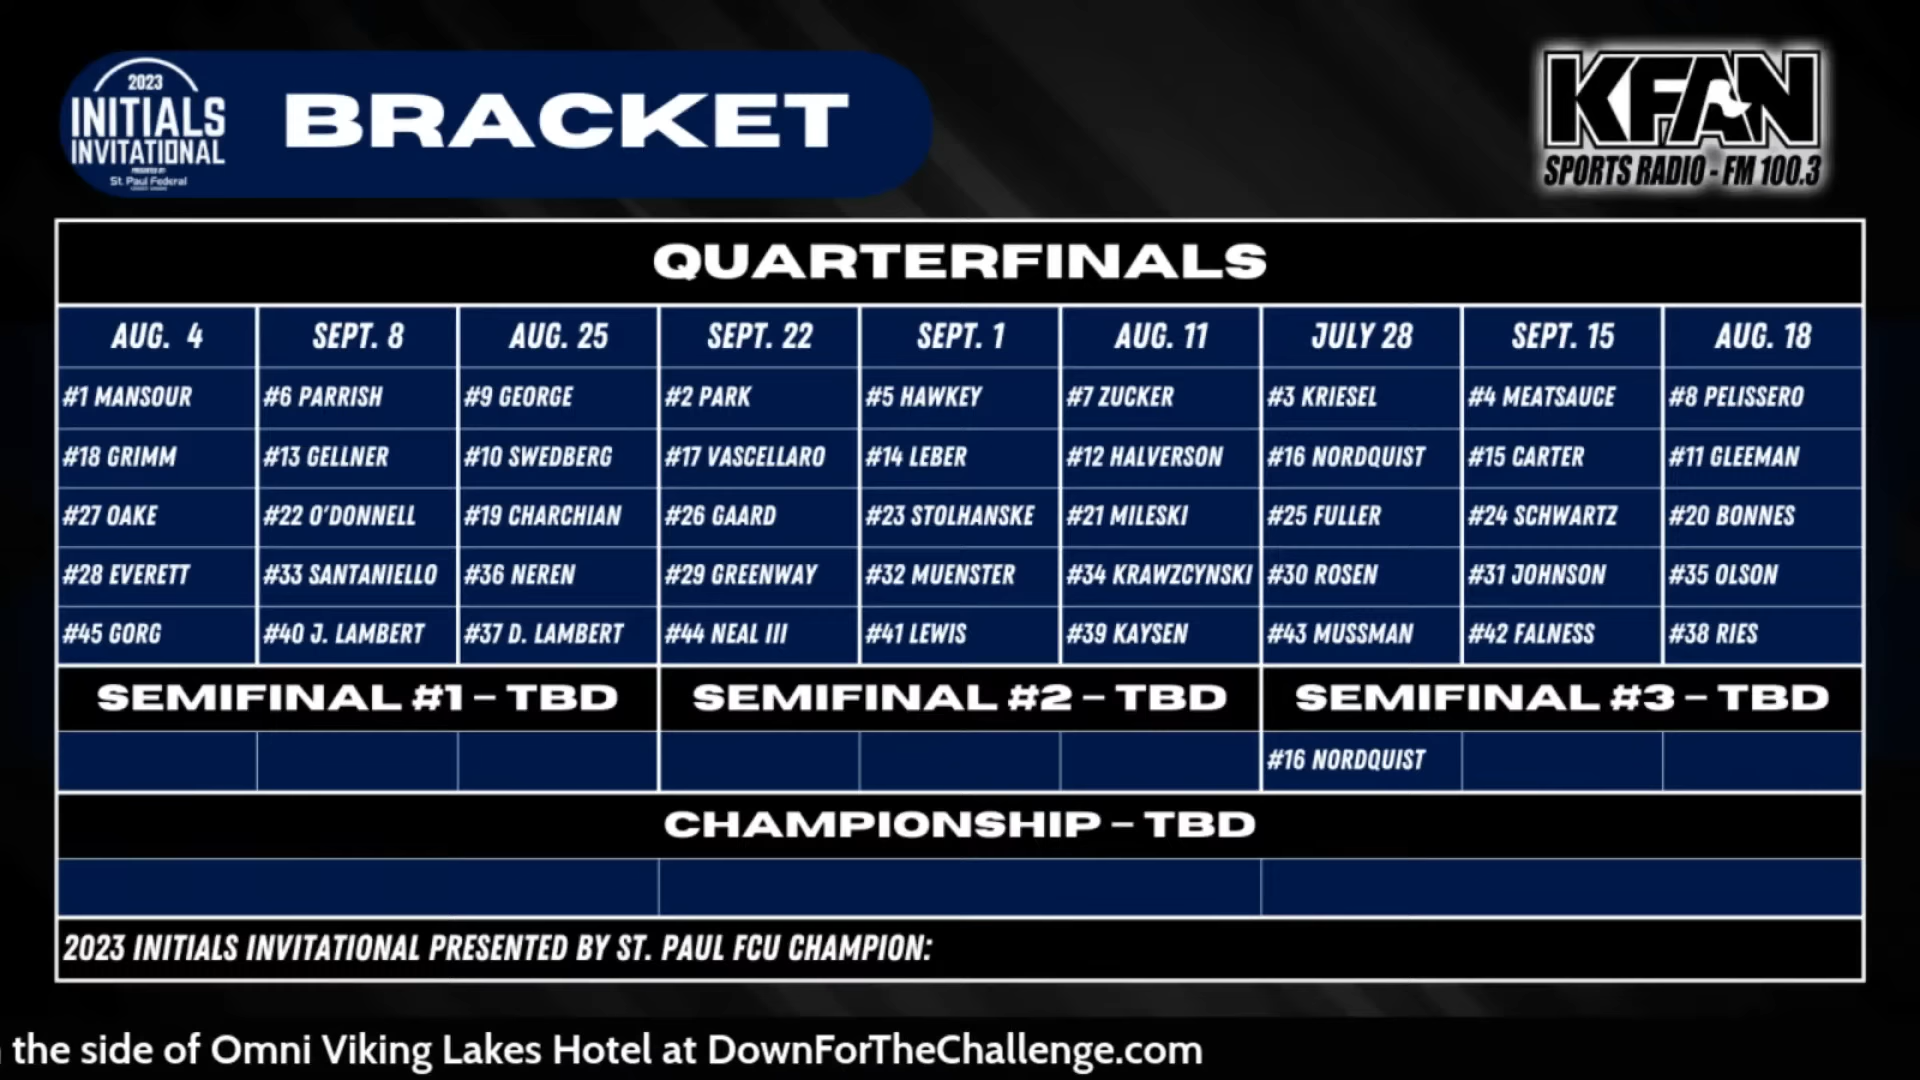 2023
INITIALS
INVITATIONAL
PRESENTED BY
St. Paul Federal
BRACKET
KFAN
SPORTS RADIO - FM 100.3
QUARTERFINALS
AUG. 4 SEPT. 8 AUG. 25 SEPT. 22 SEPT. 1 AUG. 11 JULY 28 SEPT. 15 AUG. 18
#1 MANSOUR #6 PARRISH #9 GEORGE #2 PARK #5 HAWKEY #7 ZUCKER #3 KRIESEL #4 MEATSAUCE #8 PELISSERO
#18 GRIMM #13 GELLNER #10 SWEDBERG #17 VASCELLARO #14 LEBER #12 HALVERSON #16 NORDQUIST #15 CARTER #11 GLEEMAN
#27 OAKE #22 O'DONNELL #19 CHARCHIAN #26 GAARD #23 STOLHANSKE #21 MILESKI #25 FULLER #24 SCHWARTZ #20 BONNES
#28 EVERETT #33 SANTANIELLO #36 NEREN #29 GREENWAY #32 MUENSTER #34 KRAWZCYNSKI #30 ROSEN #31 JOHNSON #35 OLSON
#45 GORG #40 J. LAMBERT #37 D. LAMBERT #44 NEAL III #41 LEWIS #39 KAYSEN #43 MUSSMAN #42 FALNESS #38 RIES
SEMIFINAL #1 – TBD SEMIFINAL #2 – TBD SEMIFINAL #3 – TBD
#16 NORDQUIST
CHAMPIONSHIP – TBD
2023 INITIALS INVITATIONAL PRESENTED BY ST. PAUL FCU CHAMPION:
the side of Omni Viking Lakes Hotel at DownForTheChallenge.com